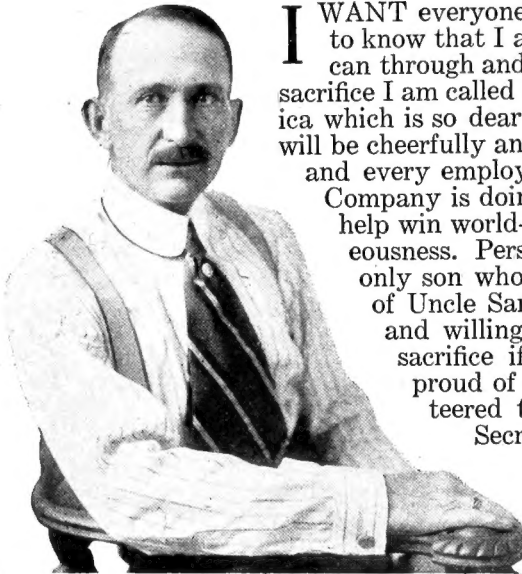 I WANT everyone
to know that I a
can through and
sacrifice I am called
ica which is so dear
will be cheerfully an
and every employ
Company is doin
help win world-
eousness. Pers
only son who
of Uncle Sar
and willing
sacrifice if
proud of
teered t
Secr